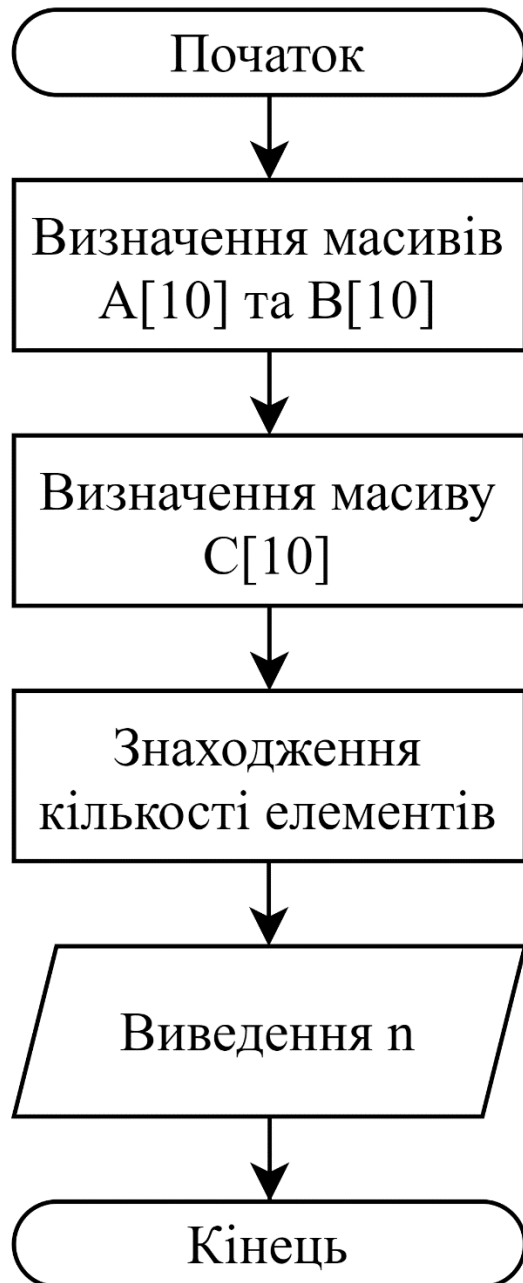 Початок
Визначення масивів
A[10] та B[10]
Визначення масиву
C[10]
Знаходження
кількості елементів
Виведення n
Кінець